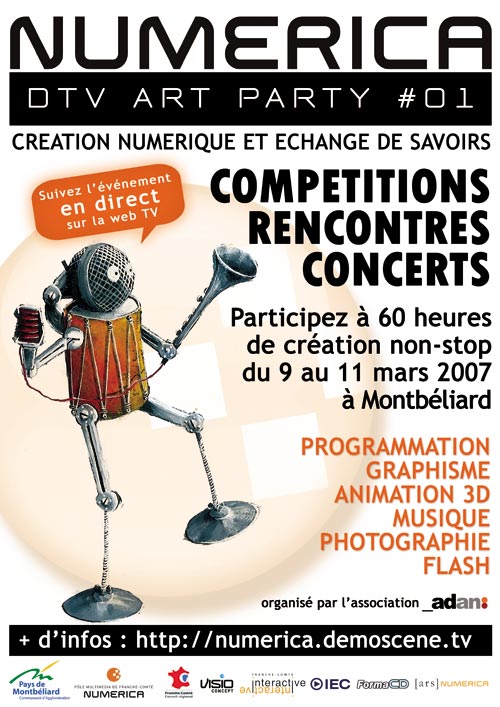 NUMERICA
DTV ART PARTY #01
CREATION NUMERIQUE ET ECHANGE DE SAVOIRS
Suivez l'événement
en direct
sur la web TV
COMPETITIONS
RENCONTRES
CONCERTS
Participez à 60 heures
de création non-stop
du 9 au 11 mars 2007
à Montbéliard
PROGRAMMATION
GRAPHISME
ANIMATION 3D
MUSIQUE
PHOTOGRAPHIE
FLASH
organisé par l'association _adan:
+ d'infos : http://numerica.demoscene.tv
Pays de
Montbéliard
Communauté d'Agglomération
PÔLE MULTIMEDIA DE FRANCHE-COMTÉ
NUMERICA
Franche-Comté
Conseil régional
VISIO
CONCEPT
FRANCHE-COMTÉ
interactive
interactive
IEC
FormaCD
[ars] NUMERICA